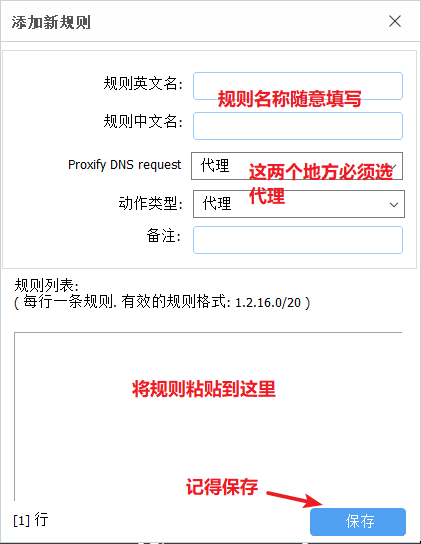 添加新规则
规则英文名:
规则名称随意填写
规则中文名:
Proxify DNS request
代理
这两个地方必须选
代理
动作类型:
代理
备注:
规则列表:
( 每行一条规则. 有效的规则格式: 1.2.16.0/20 )
将规则粘贴到这里
记得保存
[1] 行
保存